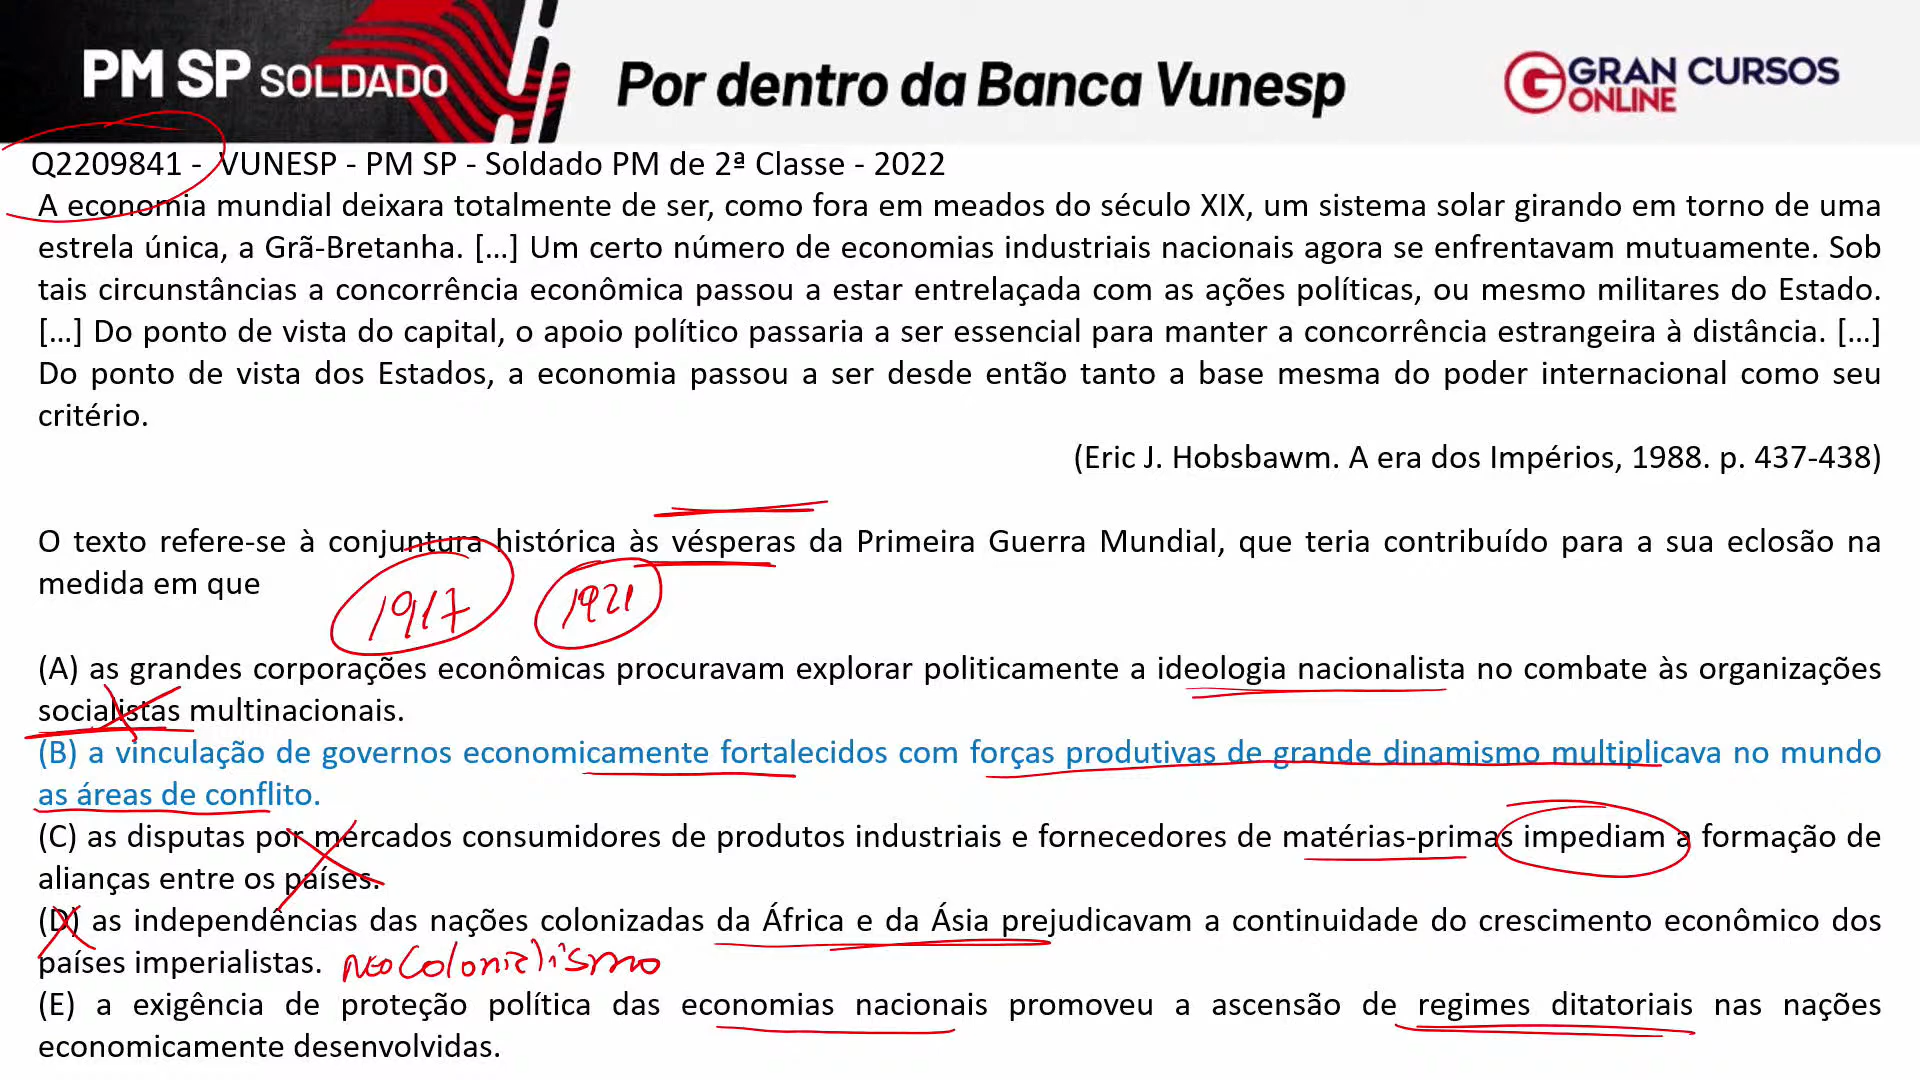 PM SP SOLDADO
Por dentro da Banca Vunesp
GRAN CURSOS
ONLINE
Q2209841 - VUNESP - PM SP - Soldado PM de 2ª Classe - 2022
A economia mundial deixara totalmente de ser, como fora em meados do século XIX, um sistema solar girando em torno de uma
estrela única, a Grã-Bretanha. [...] Um certo número de economias industriais nacionais agora se enfrentavam mutuamente. Sob
tais circunstâncias a concorrência econômica passou a estar entrelaçada com as ações políticas, ou mesmo militares do Estado.
[...] Do ponto de vista do capital, o apoio político passaria a ser essencial para manter a concorrência estrangeira à distância. [...]
Do ponto de vista dos Estados, a economia passou a ser desde então tanto a base mesma do poder internacional como seu
critério.
(Eric J. Hobsbawm. A era dos Impérios, 1988. p. 437-438)
O texto refere-se à conjuntura histórica às vésperas da Primeira Guerra Mundial, que teria contribuído para a sua eclosão na
medida em que
1917 1921
(A) as grandes corporações econômicas procuravam explorar politicamente a ideologia nacionalista no combate às organizações
socialistas multinacionais.
(B) a vinculação de governos economicamente fortalecidos com forças produtivas de grande dinamismo multiplicava no mundo
as áreas de conflito.
(C) as disputas por mercados consumidores de produtos industriais e fornecedores de matérias-primas impediam a formação de
alianças entre os países.
(D) as independências das nações colonizadas da África e da Ásia prejudicavam a continuidade do crescimento econômico dos
países imperialistas. neocolonialismo
(E) a exigência de proteção política das economias nacionais promoveu a ascensão de regimes ditatoriais nas nações
economicamente desenvolvidas.